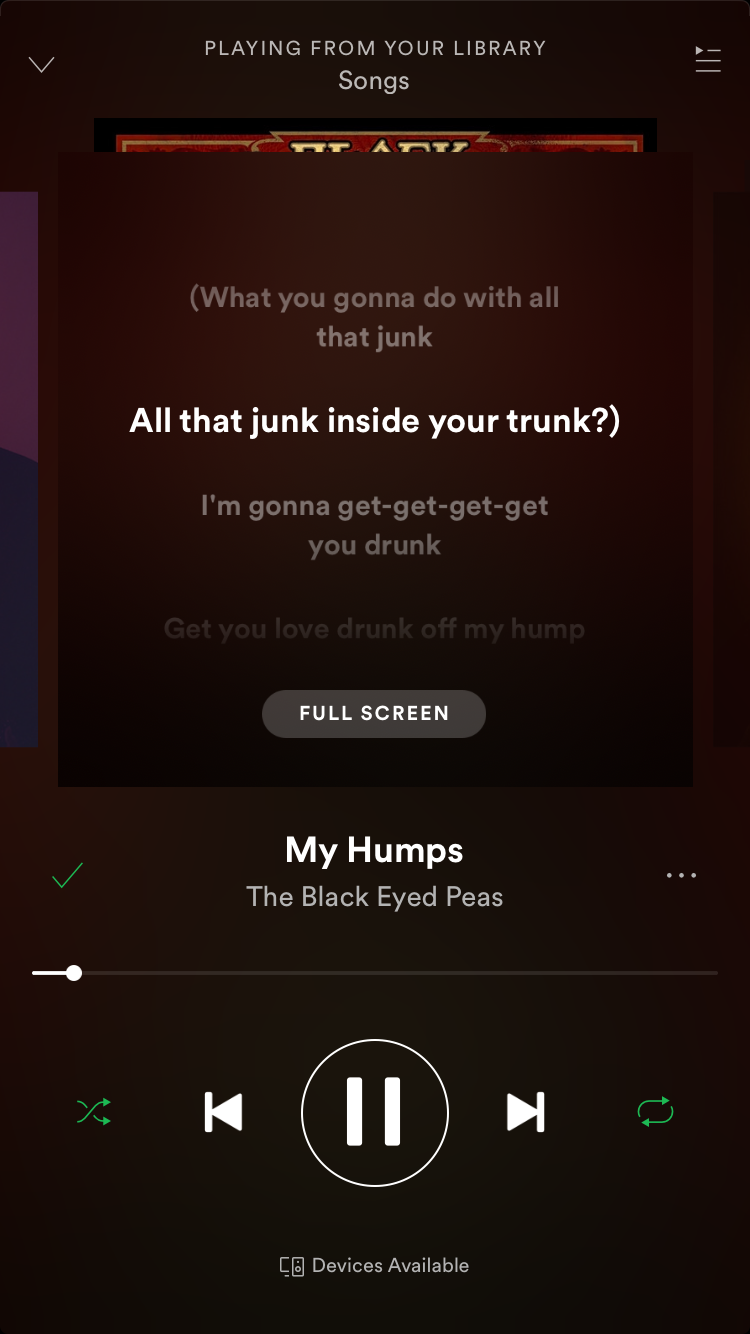 PLAYING FROM YOUR LIBRARY
Songs
BLACK
(What you gonna do with all
that junk
All that junk inside your trunk?)
I'm gonna get-get-get-get
you drunk
Get you love drunk off my hump
FULL SCREEN
My Humps
The Black Eyed Peas
Devices Available